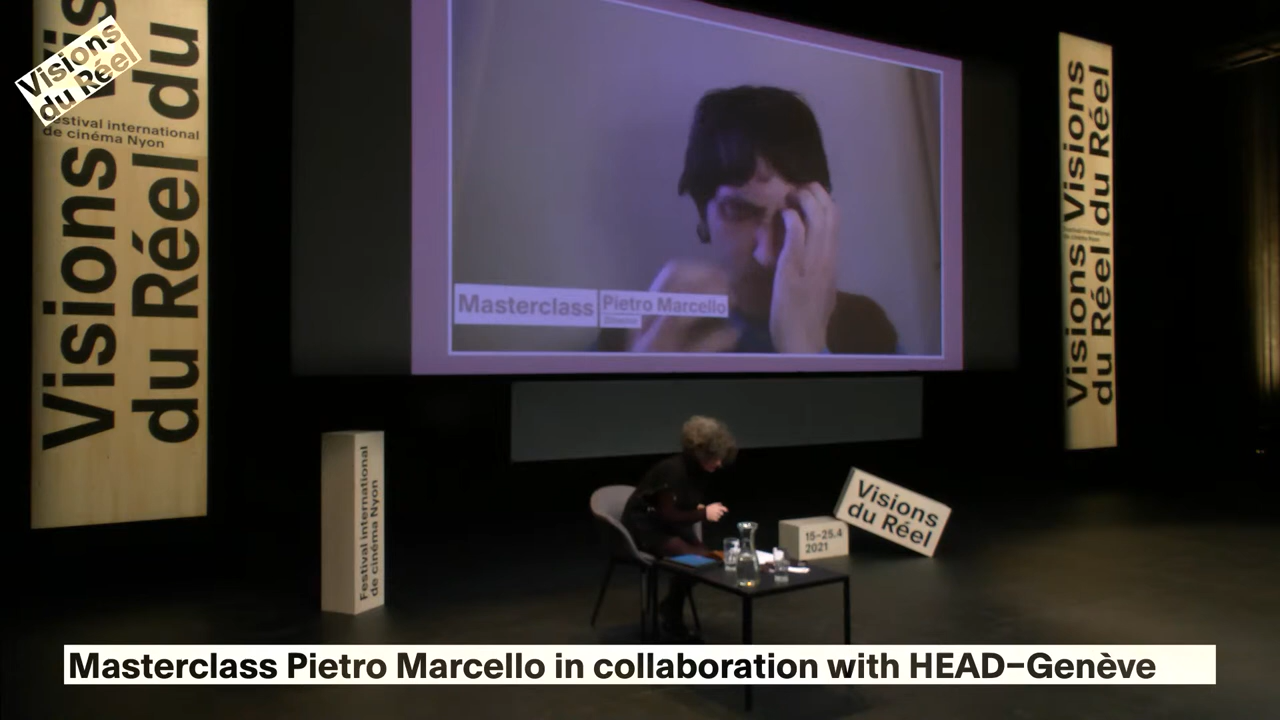 Visions
du Réel
is
du
Festival international
de cinéma Nyon
Visions
du Réel
Masterclass
Pietro Marcello
Visions
du Réel
Visions
du Réel
Festival international
de cinéma Nyon
15–25.4
2021
Visions
du Réel
Masterclass Pietro Marcello in collaboration with HEAD–Genève